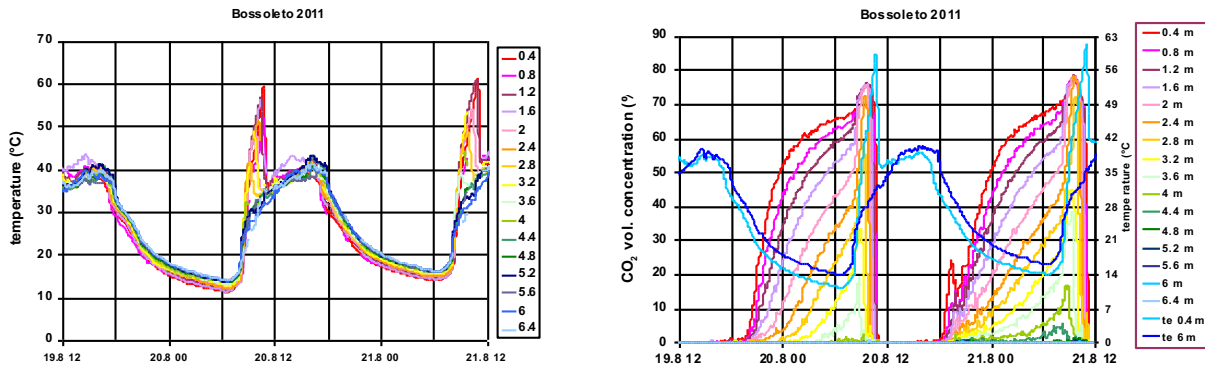 Bossoleto 2011
temperature (°C)
70
60
50
40
30
20
10
0
19.8 12
20.8 00
20.8 12
21.8 00
21.8 12
0.4
0.8
1.2
1.6
2
2.4
2.8
3.2
3.6
4
4.4
4.8
5.2
5.6
6
6.4
Bossoleto 2011
CO2 vol. concentration (%
90
80
70
60
50
40
30
20
10
0
19.8 12
20.8 00
20.8 12
21.8 00
21.8 12
63
56
49
42
35
28
21
14
7
0
temperature (°C
0.4 m
0.8 m
1.2 m
1.6 m
2 m
2.4 m
2.8 m
3.2 m
3.6 m
4 m
4.4 m
4.8 m
5.2 m
5.6 m
6 m
6.4 m
te 0.4m
te 6m